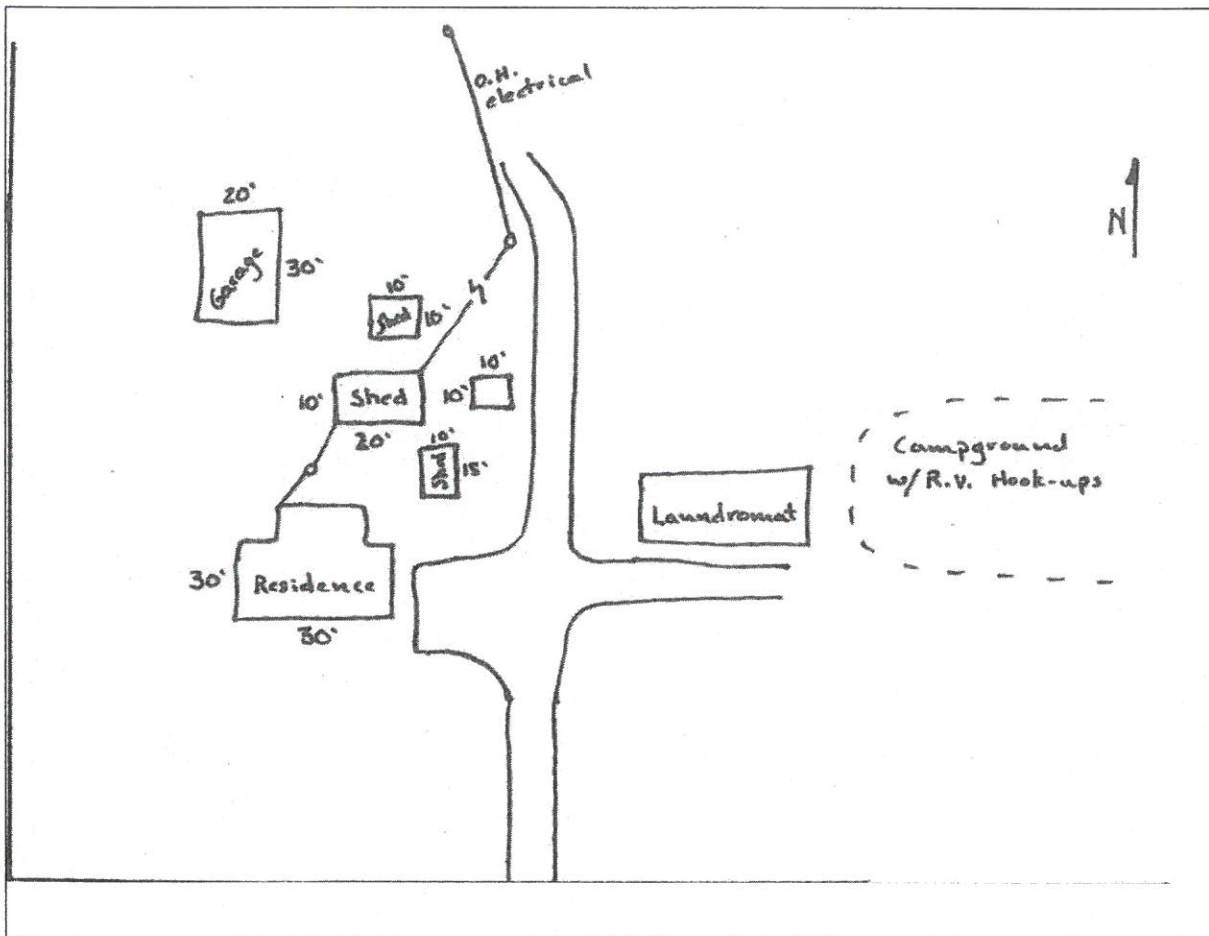 O.H.
electrical
N
20'
Garage
30'
10'
Shed
10'
10'
10'
10'
Shed
20'
10'
Shed
15'
Campground
w/ R.V. Hook-ups
Laundromat
30'
Residence
30'